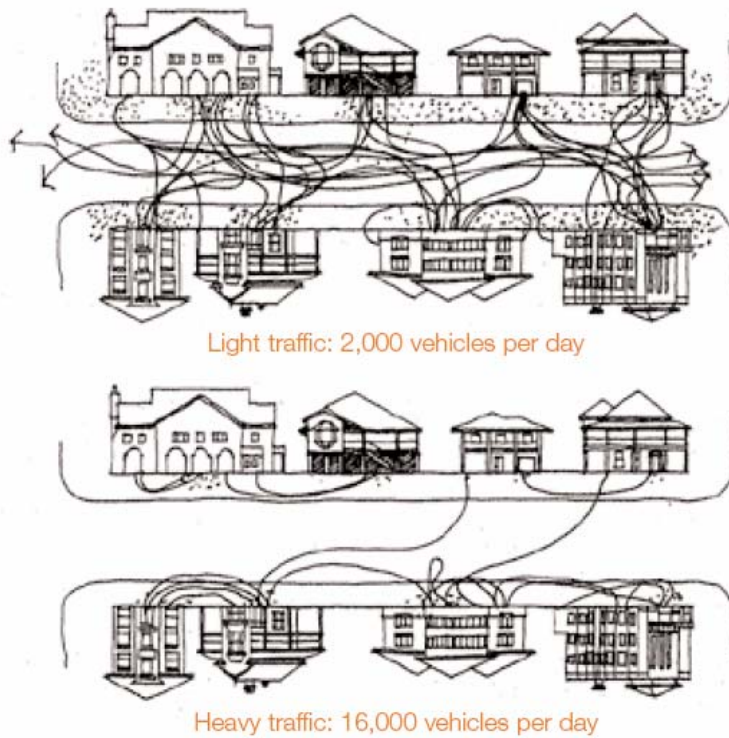 Light traffic: 2,000 vehicles per day
Heavy traffic: 16,000 vehicles per day